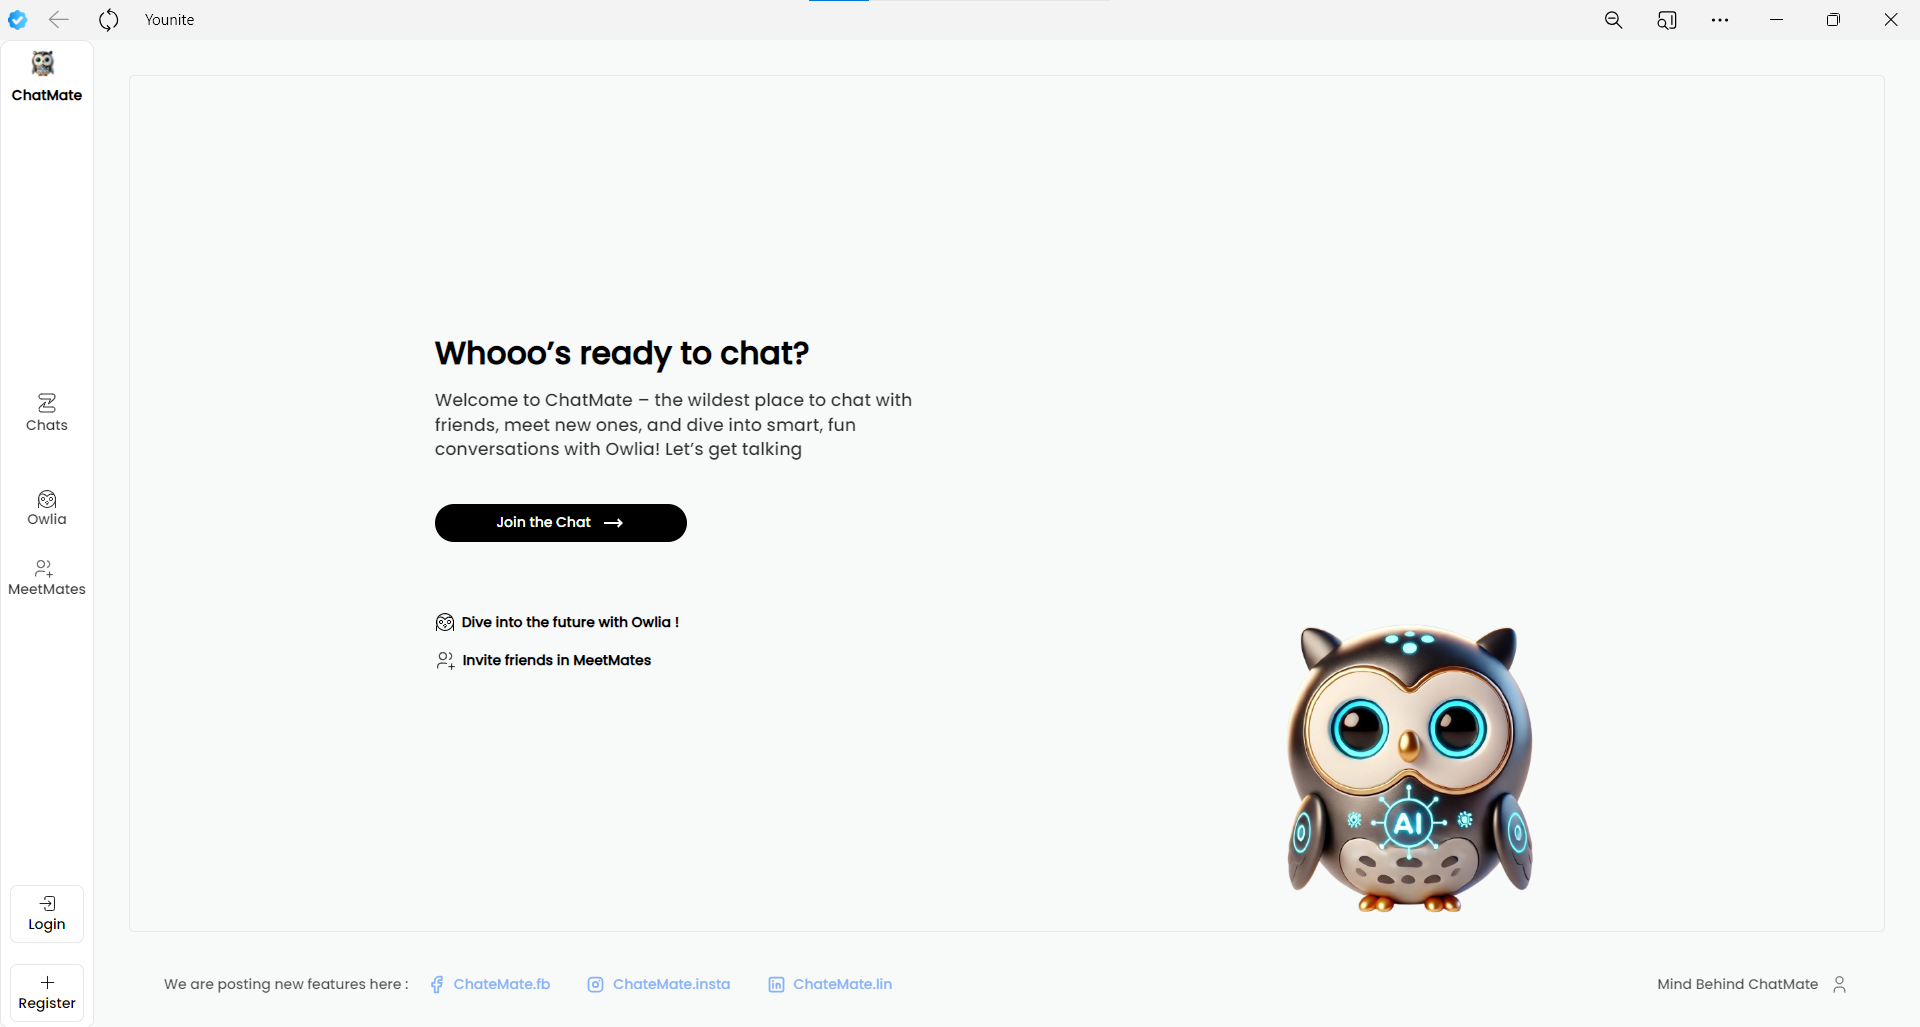 Younite
ChatMate
Chats
Owlia
MeetMates
Login
Register
Whooo’s ready to chat?
Welcome to ChatMate – the wildest place to chat with
friends, meet new ones, and dive into smart, fun
conversations with Owlia! Let’s get talking
Join the Chat
Dive into the future with Owlia !
Invite friends in MeetMates
AI
We are posting new features here :
ChateMate.fb
ChateMate.insta
ChateMate.lin
Mind Behind ChatMate